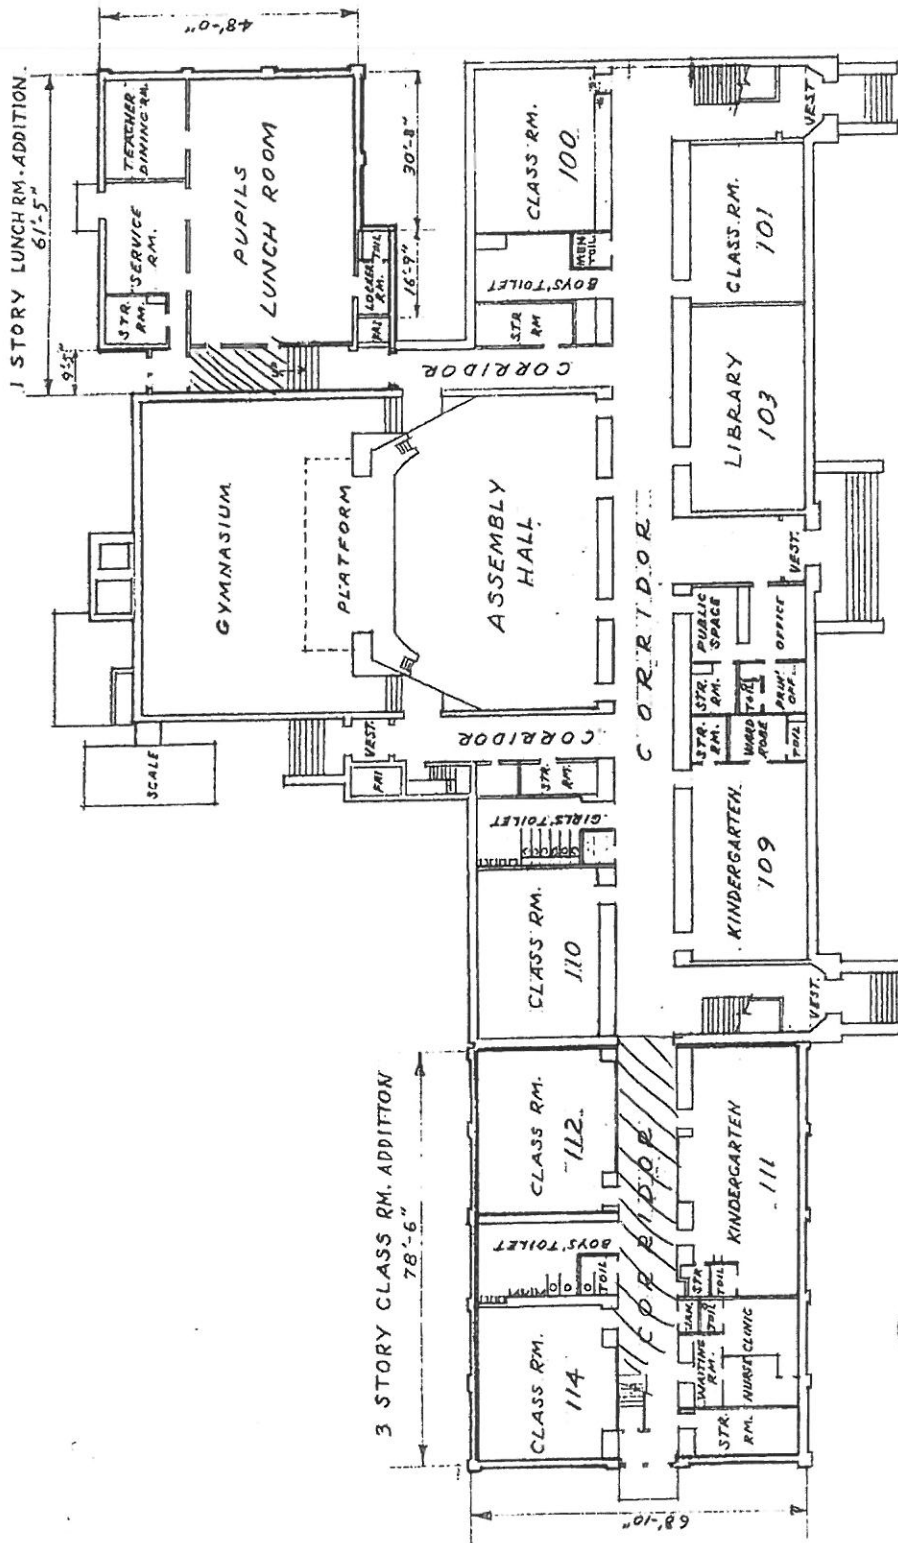 1 STORY LUNCH RM. ADDITION.
61'-5"
9'-5"
48'-0"
TEACHER
DINING RM.
SERVICE
RM.
STR.
RM.
PUPILS
LUNCH ROOM
30'-8"
16'-9"
TOIL
LOCKER
RM.
UP
CORRIDOR
CLASS RM.
100
BOYS' TOILET
MEN
TOIL
STR
RM
VEST
CLASS RM.
101
LIBRARY
103
GYMNASIUM
PLATFORM
ASSEMBLY
HALL
CORRIDOR
VEST.
PUBLIC
SPACE
OFFICE
STR.
RM.
TOIL
PRIN'
OFF.
STR.
RM.
WARD
ROBE
TOIL
SCALE
VEST.
FAI
CORRIDOR
STR.
RM.
GIRLS' TOILET
CLASS RM.
110
KINDERGARTEN
109
VEST.
3 STORY CLASS RM. ADDITION
78'-6"
CLASS RM.
112
BOYS' TOILET
TOIL
CLASS RM.
114
CORRIDOR
KINDERGARTEN
111
STR
TOIL
JAN.
TOIL
WAITING
RM.
NURSE
CLINIC
STR.
RM.
68'-10"